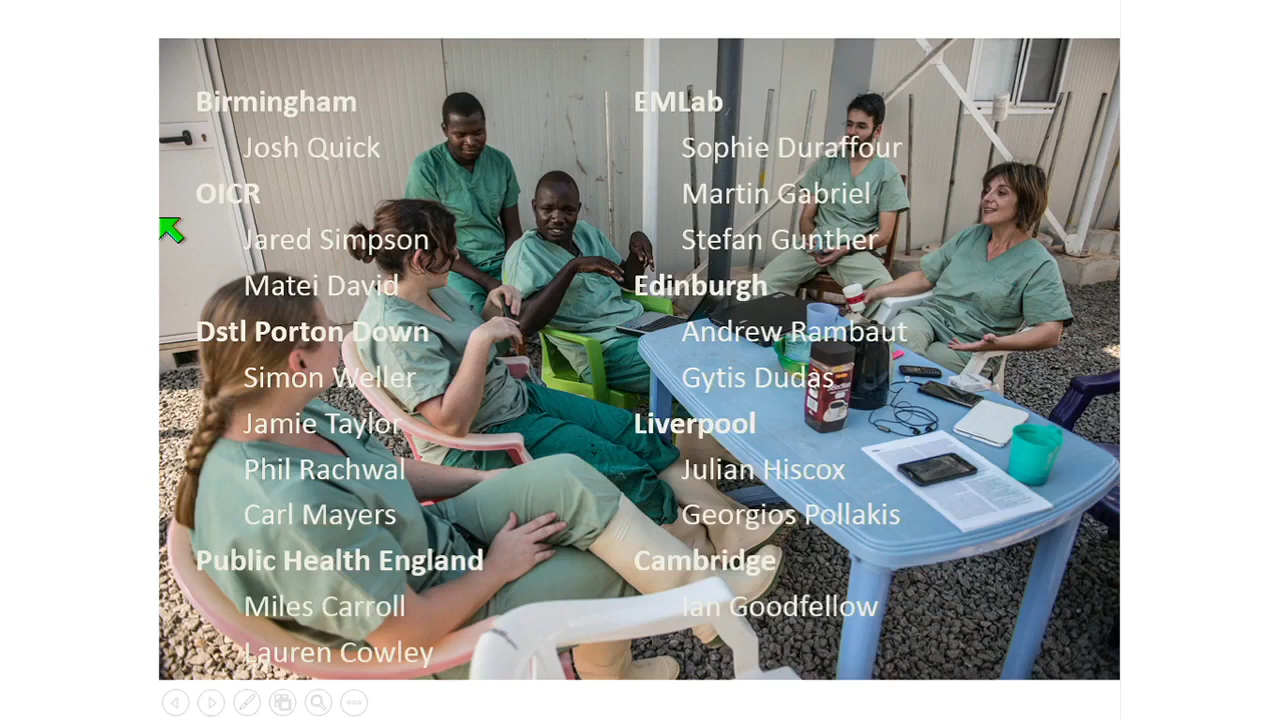 Birmingham
Josh Quick
OICR
Jared Simpson
Matei David
Dstl Porton Down
Simon Weller
Jamie Taylor
Phil Rachwal
Carl Mayers
Public Health England
Miles Carroll
Lauren Cowley
EMLab
Sophie Duraffour
Martin Gabriel
Stefan Gunther
Edinburgh
Andrew Rambaut
Gytis Dudas
Liverpool
Julian Hiscox
Georgios Pollakis
Cambridge
Ian Goodfellow